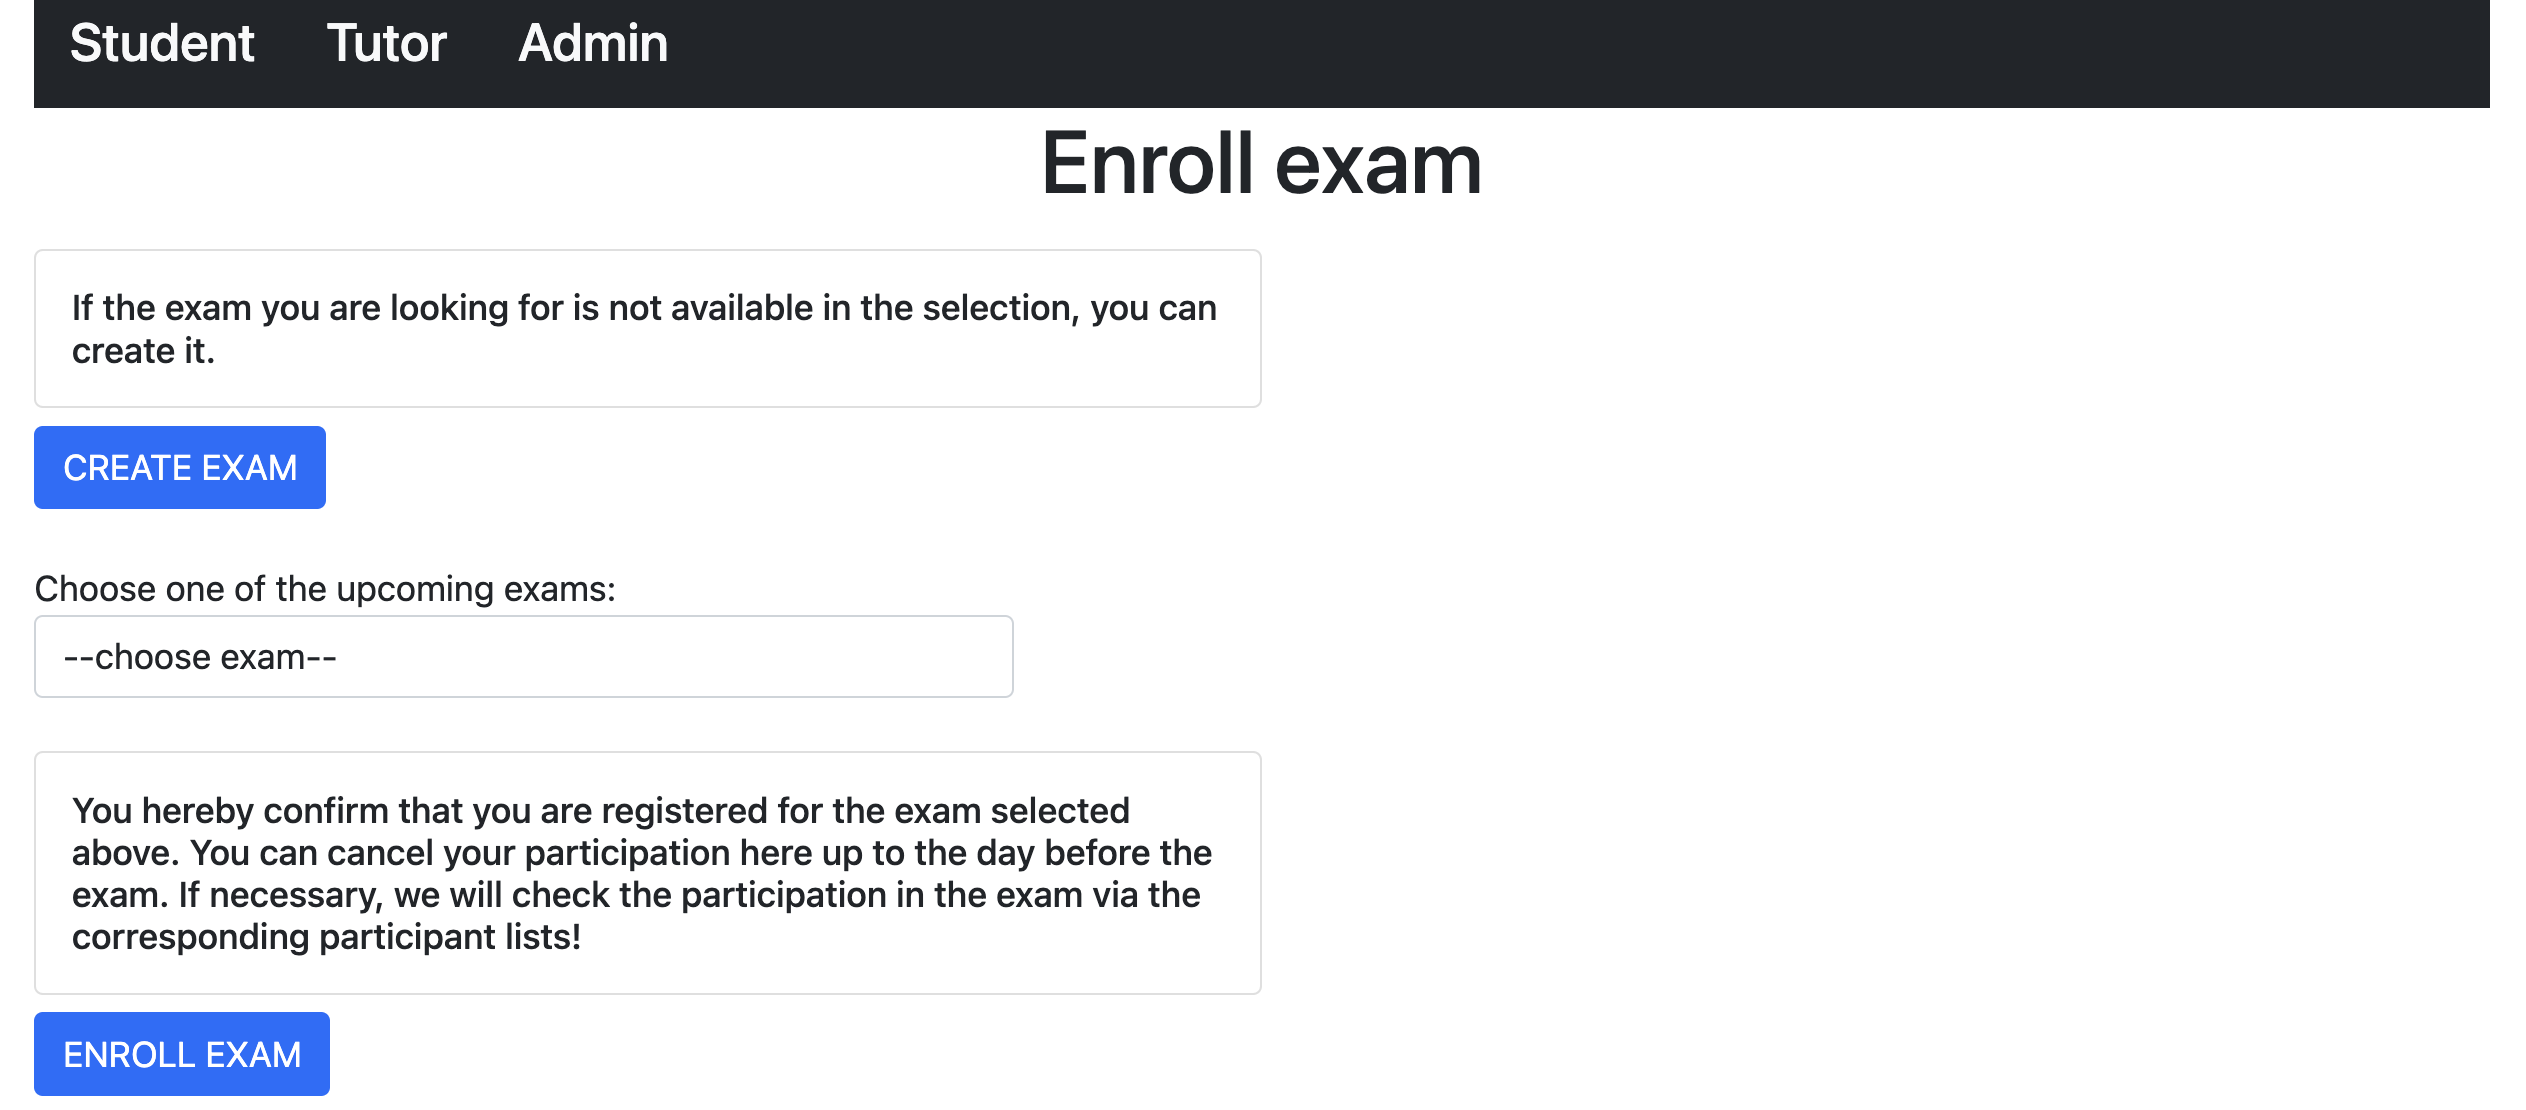 Student Tutor Admin
Enroll exam
If the exam you are looking for is not available in the selection, you can
create it.
CREATE EXAM
Choose one of the upcoming exams:
--choose exam--
You hereby confirm that you are registered for the exam selected
above. You can cancel your participation here up to the day before the
exam. If necessary, we will check the participation in the exam via the
corresponding participant lists!
ENROLL EXAM